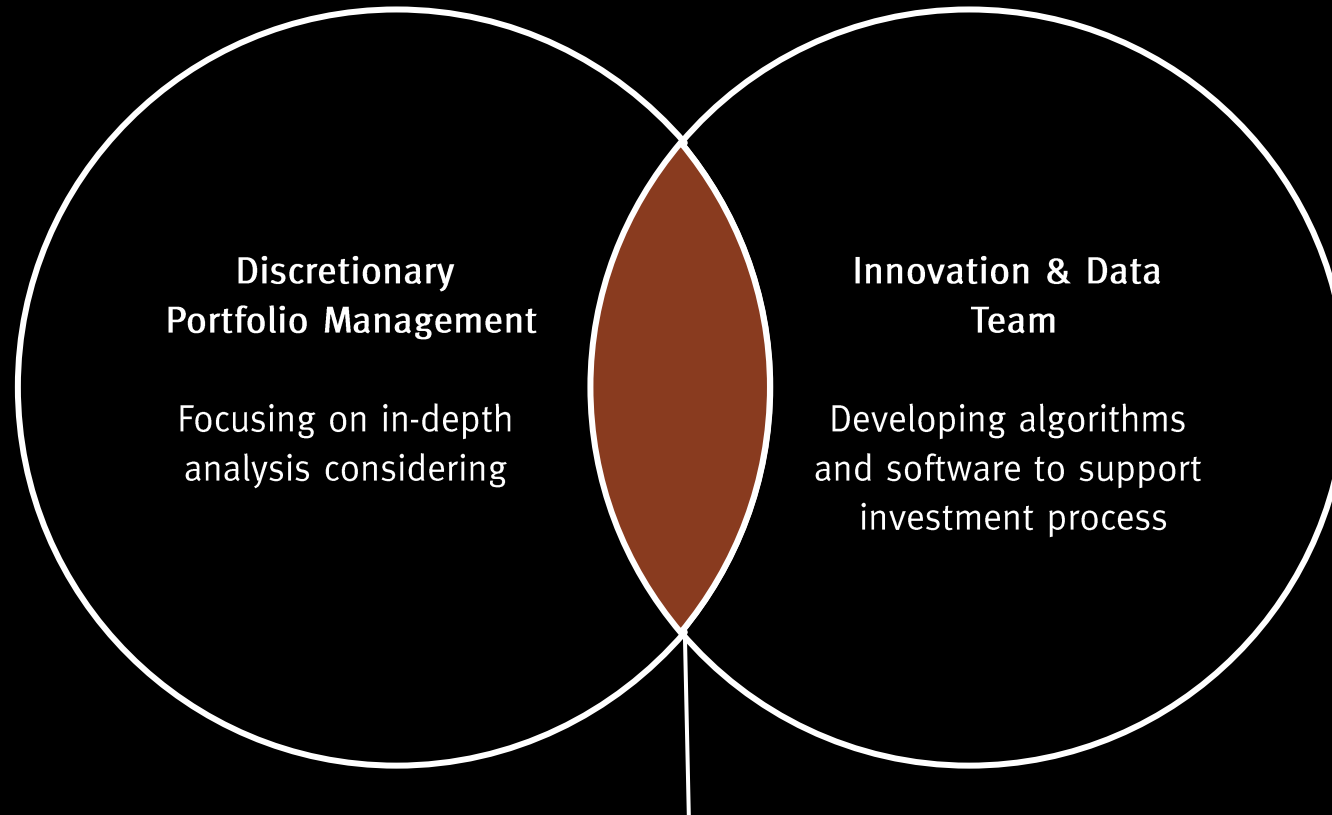 Discretionary
Portfolio Management
Focusing on in-depth
analysis considering
Innovation & Data
Team
Developing algorithms
and software to support
investment process